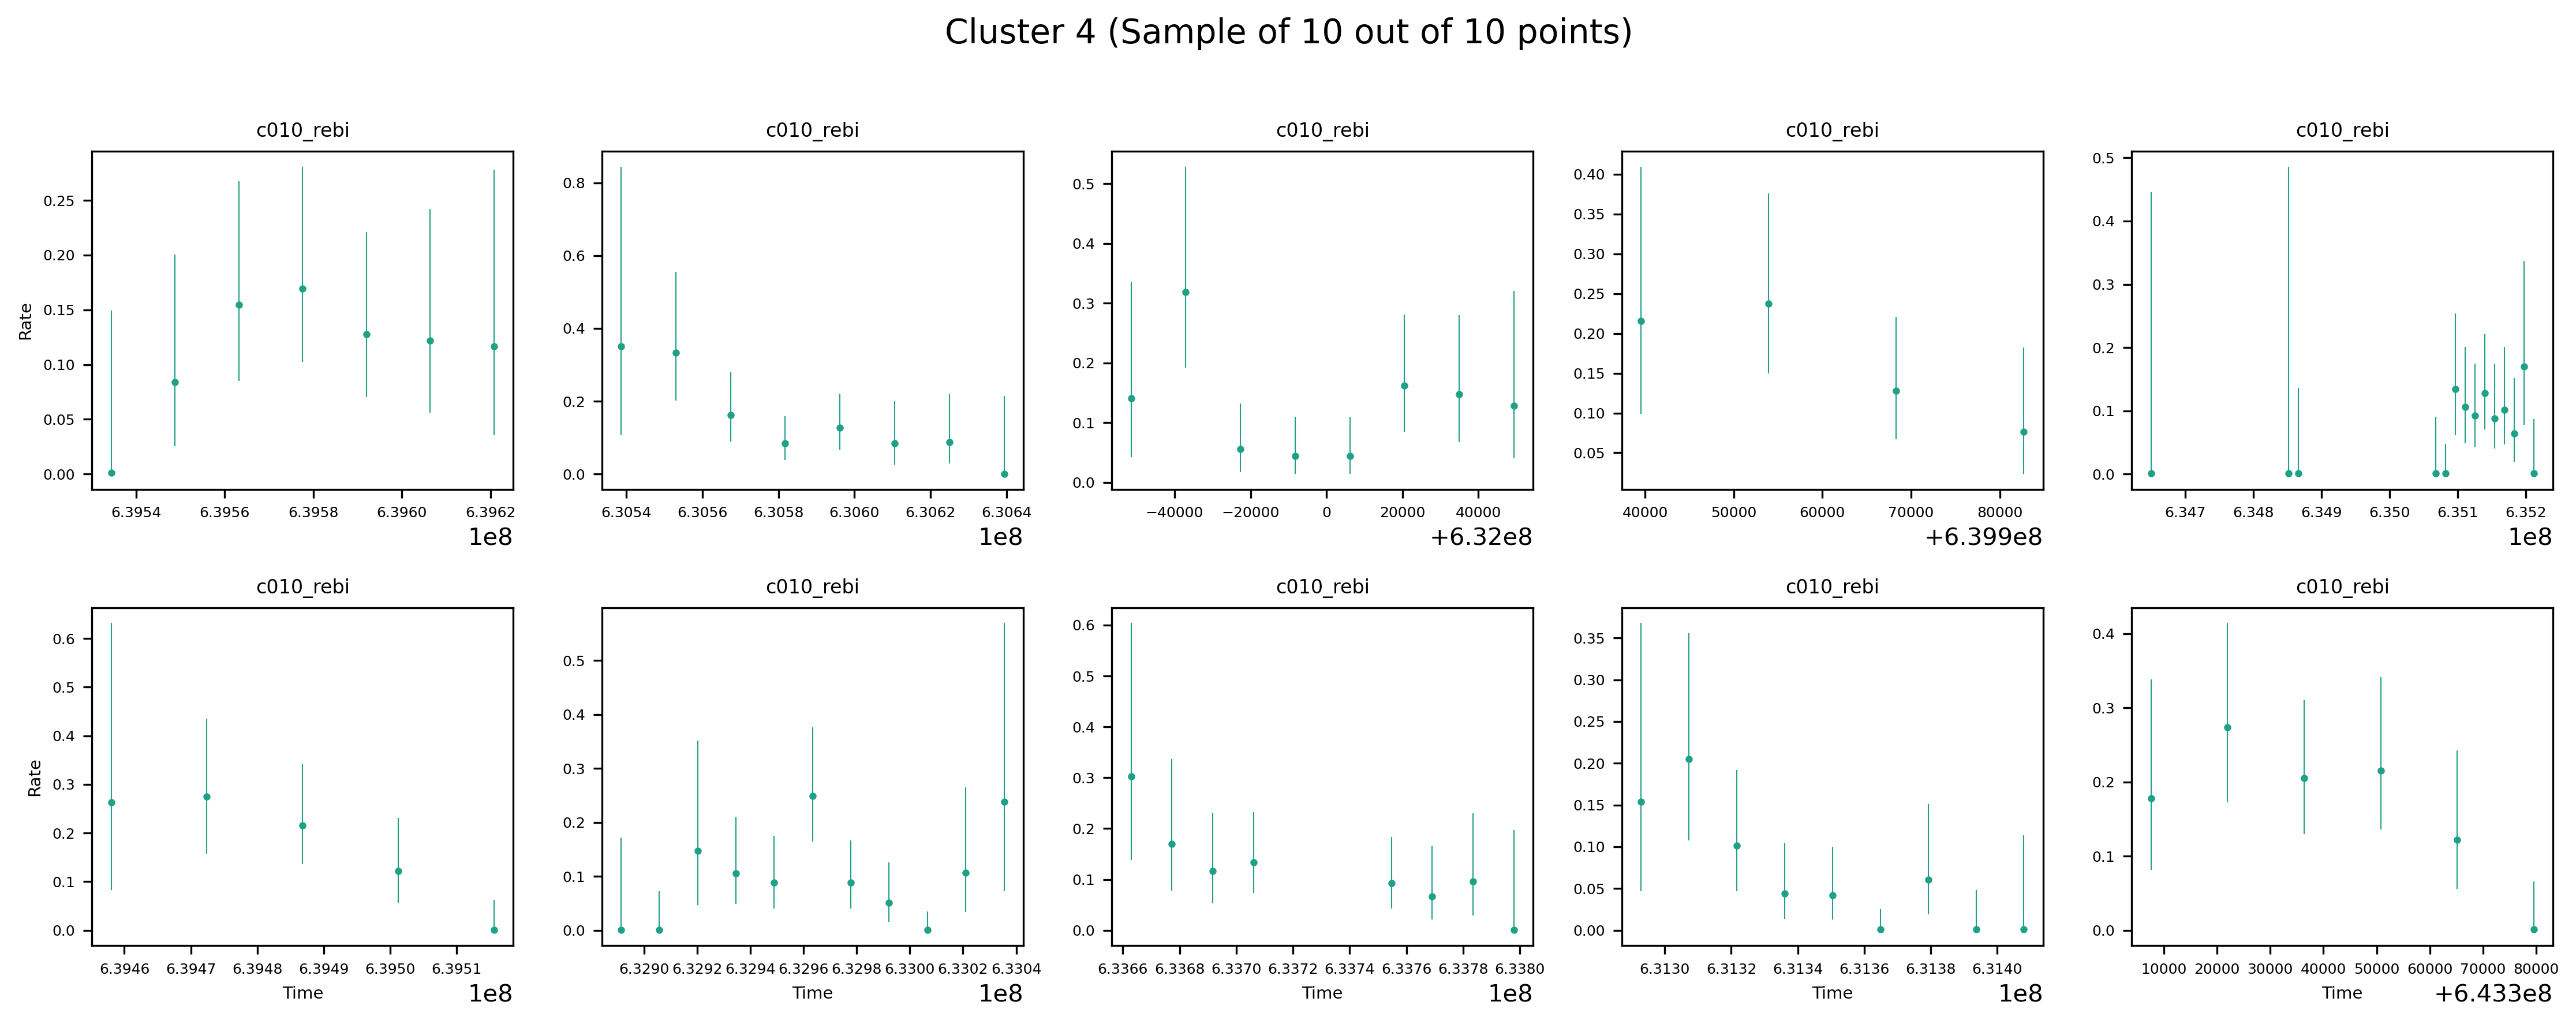 Cluster 4 (Sample of 10 out of 10 points)
c010_rebi c010_rebi c010_rebi c010_rebi c010_rebi
Rate
0.25 0.20 0.15 0.10 0.05 0.00
6.3954 6.3956 6.3958 6.3960 6.3962
1e8
0.8 0.6 0.4 0.2 0.0
6.3054 6.3056 6.3058 6.3060 6.3062 6.3064
1e8
0.5 0.4 0.3 0.2 0.1 0.0
−40000 −20000 0 20000 40000
+6.32e8
0.40 0.35 0.30 0.25 0.20 0.15 0.10 0.05
40000 50000 60000 70000 80000
+6.399e8
0.5 0.4 0.3 0.2 0.1 0.0
6.347 6.348 6.349 6.350 6.351 6.352
1e8
c010_rebi c010_rebi c010_rebi c010_rebi c010_rebi
Rate
0.6 0.5 0.4 0.3 0.2 0.1 0.0
6.3946 6.3947 6.3948 6.3949 6.3950 6.3951
Time 1e8
0.5 0.4 0.3 0.2 0.1 0.0
6.3290 6.3292 6.3294 6.3296 6.3298 6.3300 6.3302 6.3304
Time 1e8
0.6 0.5 0.4 0.3 0.2 0.1 0.0
6.3366 6.3368 6.3370 6.3372 6.3374 6.3376 6.3378 6.3380
Time 1e8
0.35 0.30 0.25 0.20 0.15 0.10 0.05 0.00
6.3130 6.3132 6.3134 6.3136 6.3138 6.3140
Time 1e8
0.4 0.3 0.2 0.1 0.0
10000 20000 30000 40000 50000 60000 70000 80000
Time +6.433e8